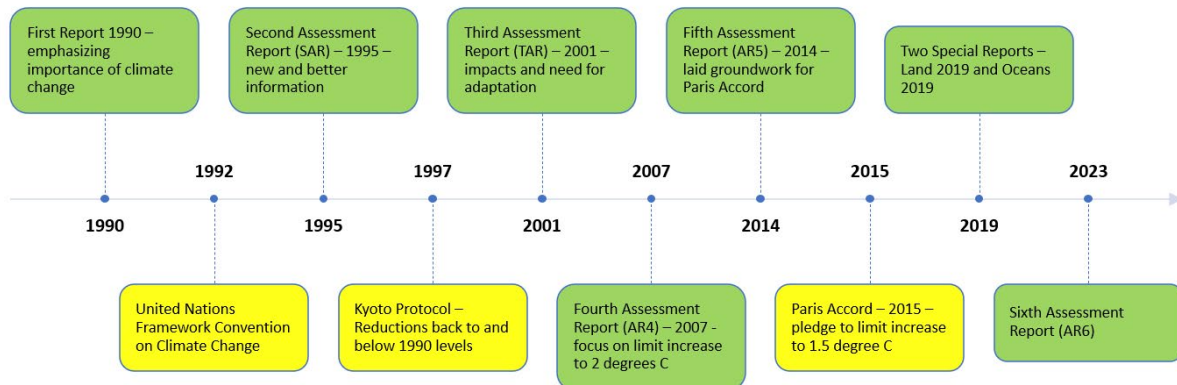 First Report 1990 –
emphasizing
importance of climate
change
Second Assessment
Report (SAR) – 1995 –
new and better
information
Third Assessment
Report (TAR) – 2001 –
impacts and need for
adaptation
Fifth Assessment
Report (AR5) – 2014 –
laid groundwork for
Paris Accord
Two Special Reports –
Land 2019 and Oceans
2019
1992
1997
2007
2015
2023
1990
1995
2001
2014
2019
United Nations
Framework Convention
on Climate Change
Kyoto Protocol –
Reductions back to and
below 1990 levels
Fourth Assessment
Report (AR4) – 2007 -
focus on limit increase
to 2 degrees C
Paris Accord – 2015 –
pledge to limit increase
to 1.5 degree C
Sixth Assessment
Report (AR6)